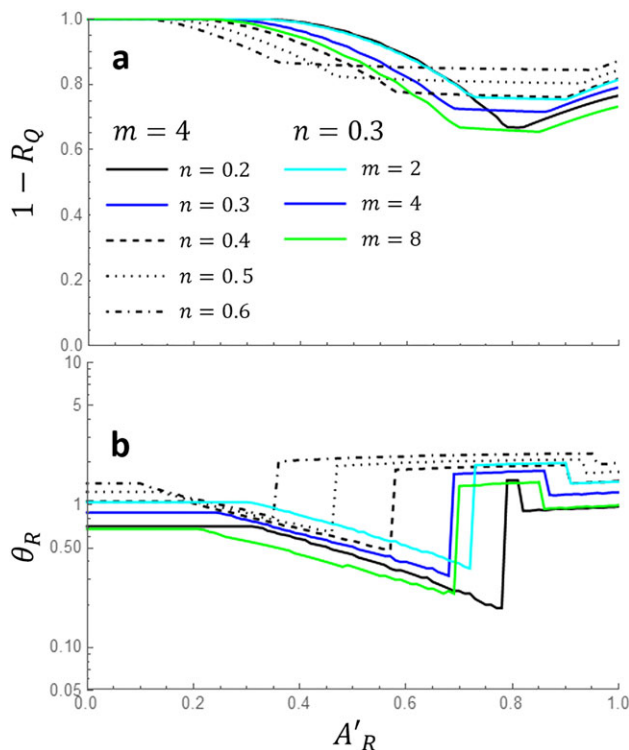 1.0
a
0.8
m = 4 n = 0.3
n = 0.2 m = 2
0.6
n = 0.3 m = 4
0.4
n = 0.4 m = 8
n = 0.5
0.2
n = 0.6
0.0
1 − R_Q
10
b
5
1
0.50
0.10
0.05
θ_R
0.0 0.2 0.4 0.6 0.8 1.0
A′_R